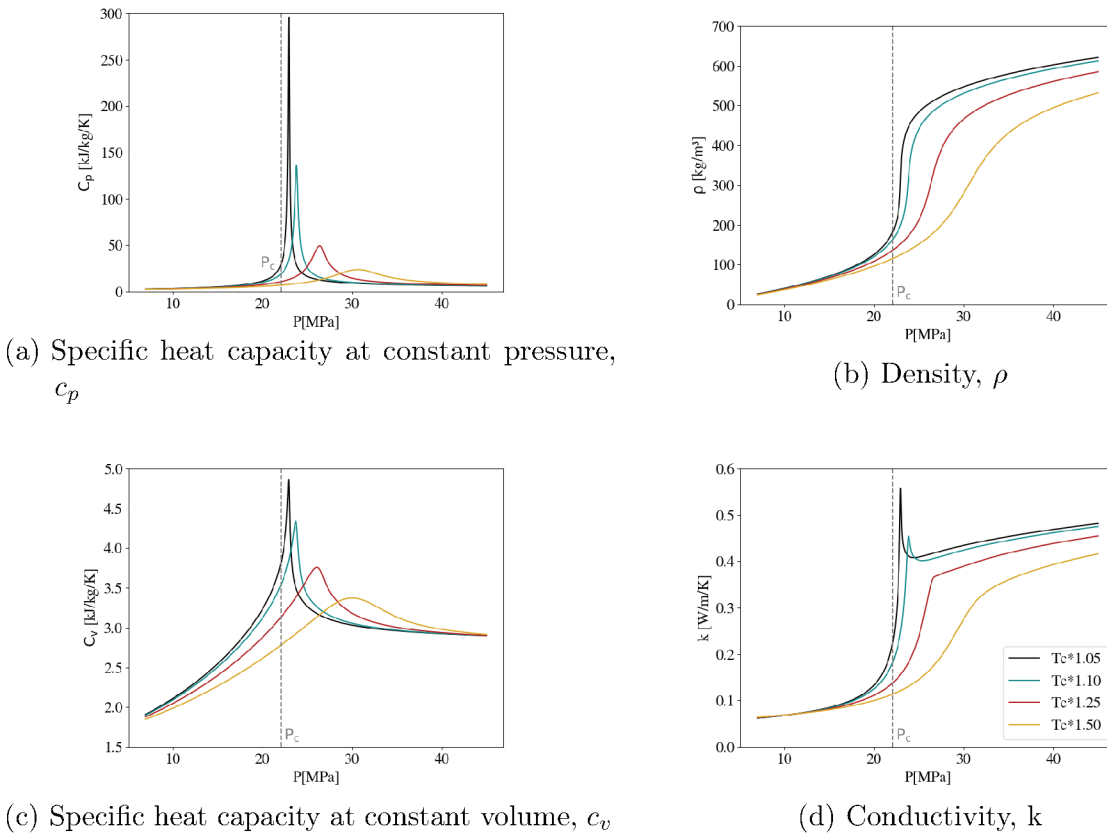 300
250
200
150
100
50
0
Cp [kJ/kg/K]
Pc
10
20
30
40
P[MPa]
(a) Specific heat capacity at constant pressure,
cp
700
600
500
400
300
200
100
0
ρ [kg/m³]
Pc
10
20
30
40
P[MPa]
(b) Density, ρ
5.0
4.5
4.0
3.5
3.0
2.5
2.0
1.5
Cv [kJ/kg/K]
Pc
10
20
30
40
P[MPa]
(c) Specific heat capacity at constant volume, cv
0.6
0.5
0.4
0.3
0.2
0.1
0.0
k [W/m/K]
Pc
Tc*1.05
Tc*1.10
Tc*1.25
Tc*1.50
10
20
30
40
P[MPa]
(d) Conductivity, k